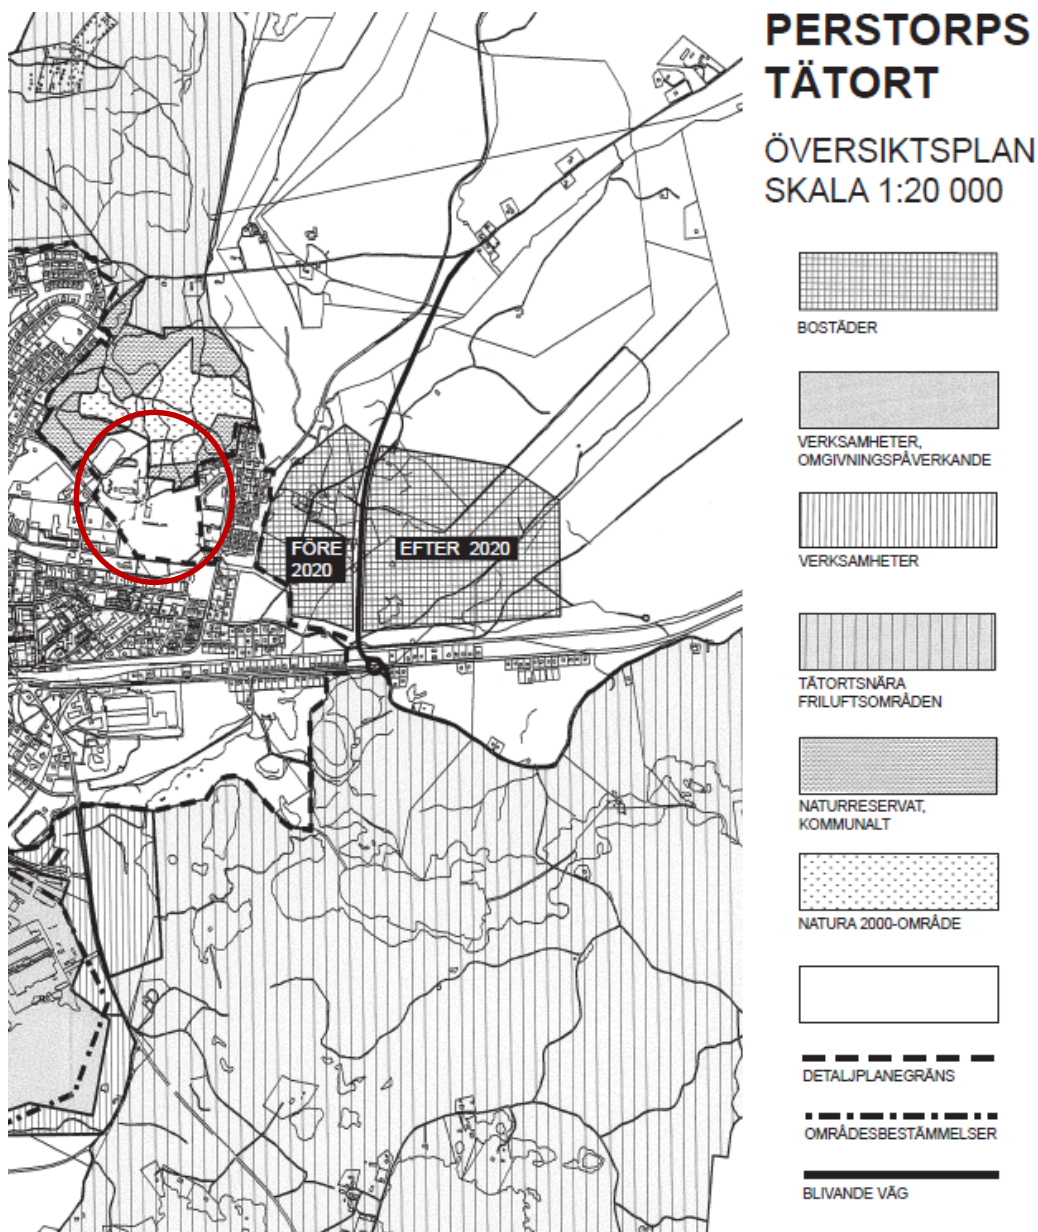 PERSTORPS
TÄTORT
ÖVERSIKTSPLAN
SKALA 1:20 000
BOSTÄDER
VERKSAMHETER,
OMGIVNINGSPÅVERKANDE
VERKSAMHETER
TÄTORTSNÄRA
FRILUFTSOMRÅDEN
NATURRESERVAT,
KOMMUNALT
NATURA 2000-OMRÅDE
DETALJPLANEGRÄNS
OMRÅDESBESTÄMMELSER
BLIVANDE VÄG
FÖRE
2020
EFTER 2020